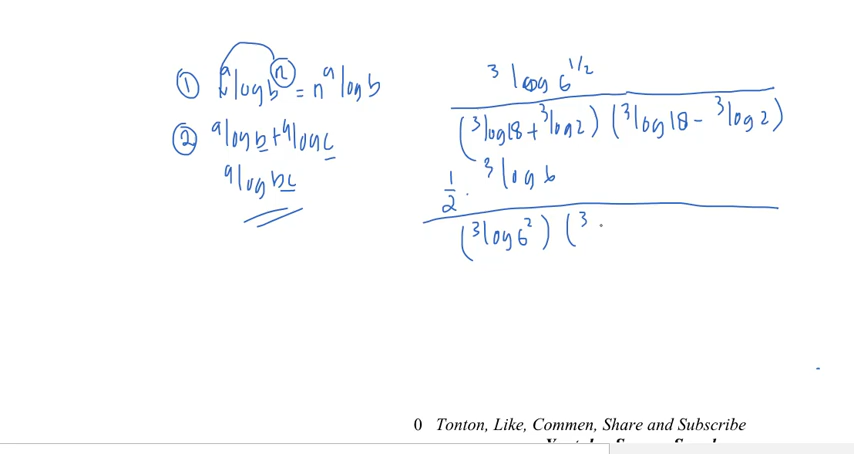 ① ᵃlog bⁿ = n ᵃlog b
② ᵃlog b + ᵃlog c
ᵃlog bc
³log 6^1/2
(³log 18 + ³log 2) (³log 18 - ³log 2)
1/2 . ³log 6
(³log 6²) (³
0 Tonton, Like, Commen, Share and Subscribe